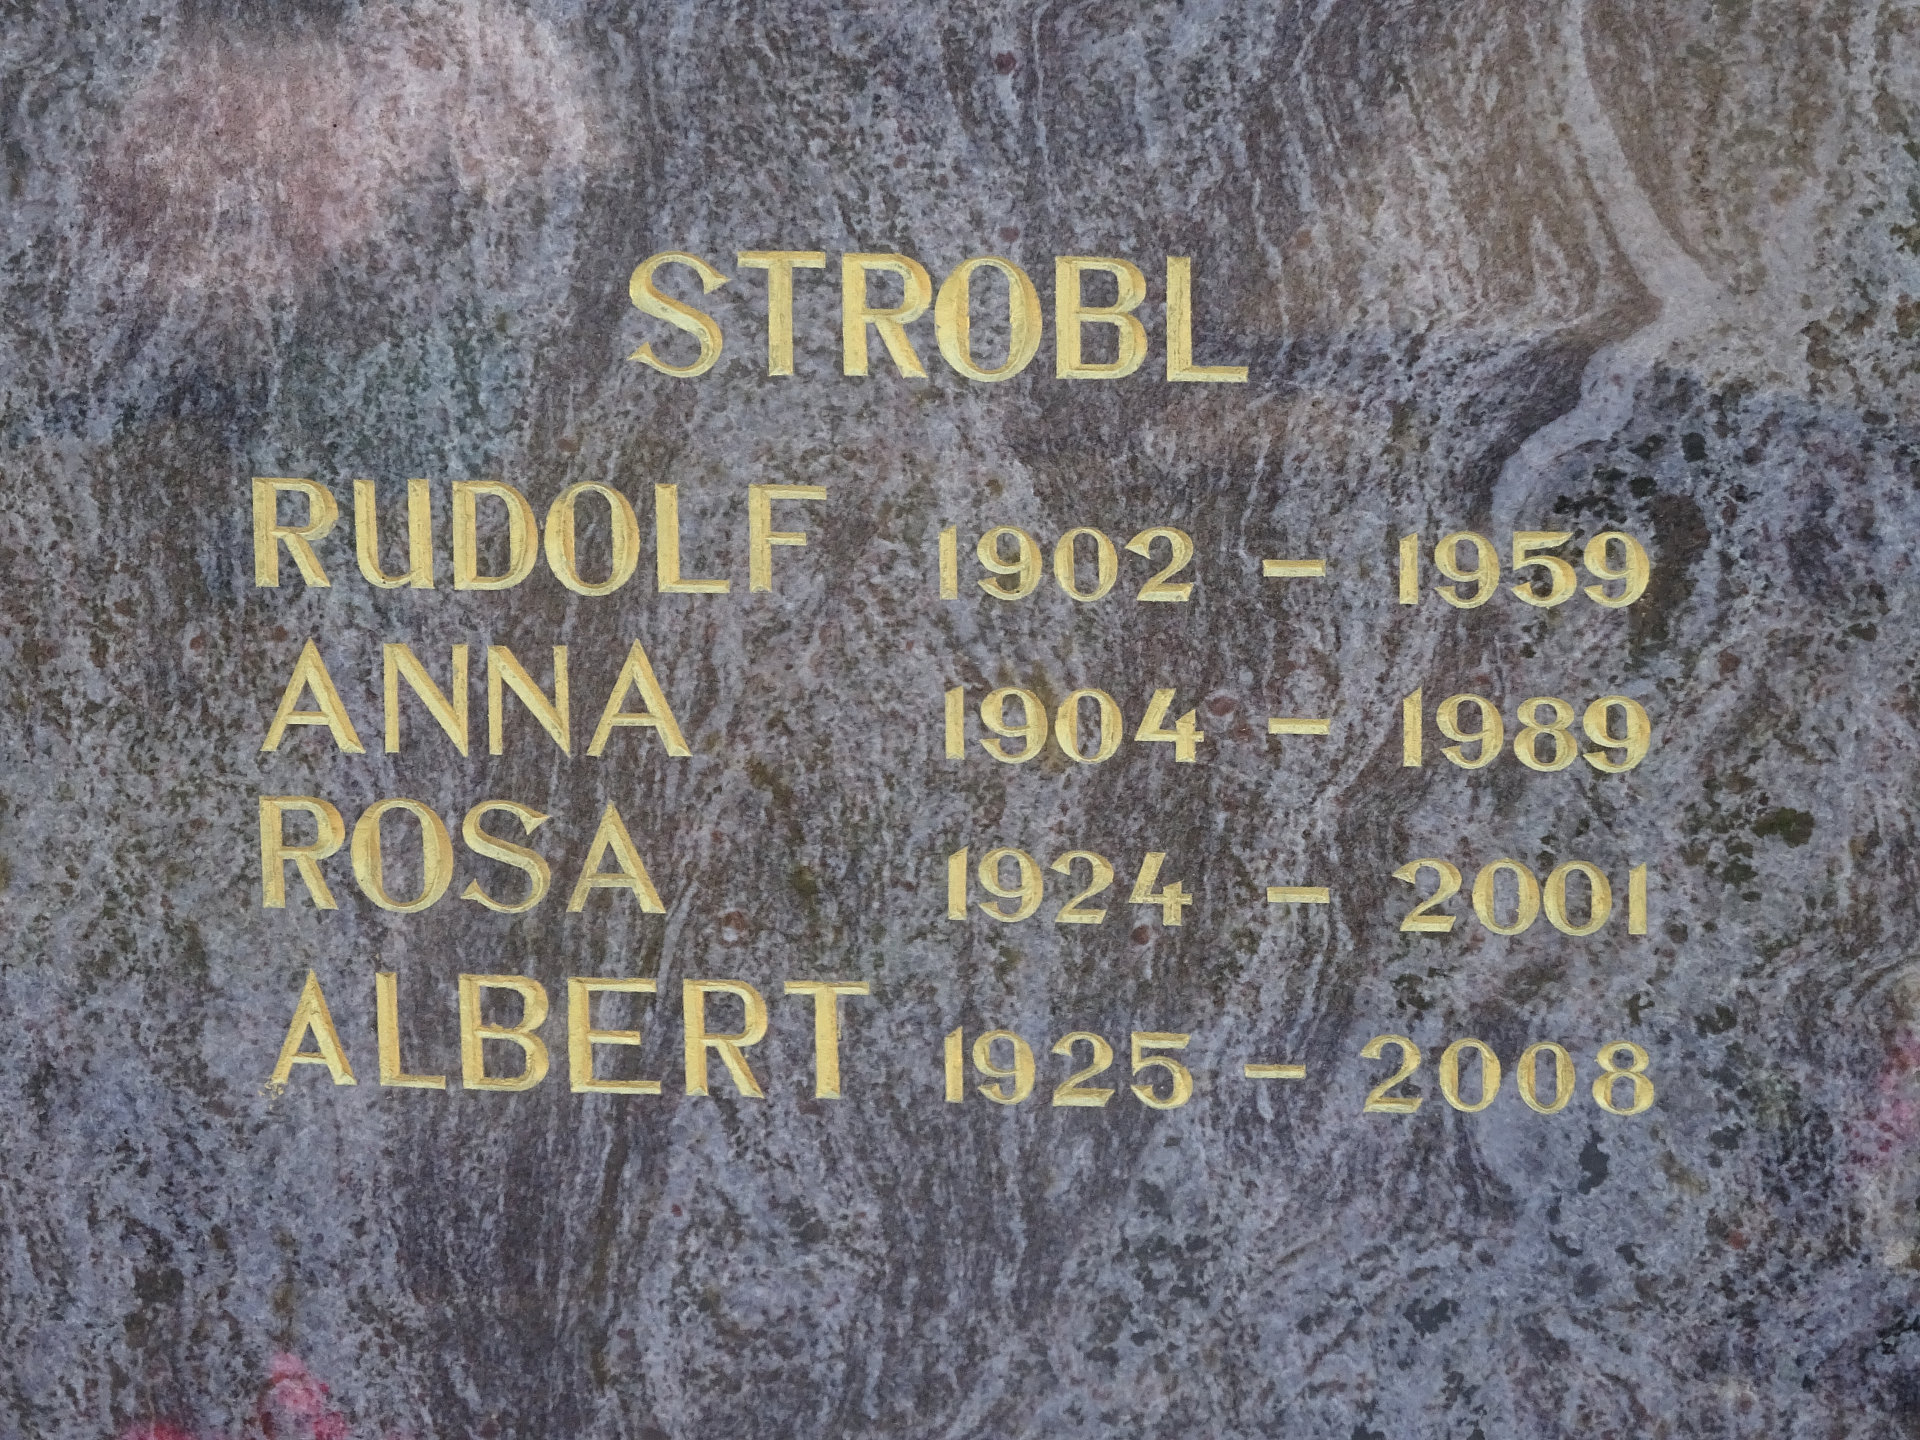 STROBL
RUDOLF 1902 – 1959
ANNA 1904 – 1989
ROSA 1924 – 2001
ALBERT 1925 – 2008